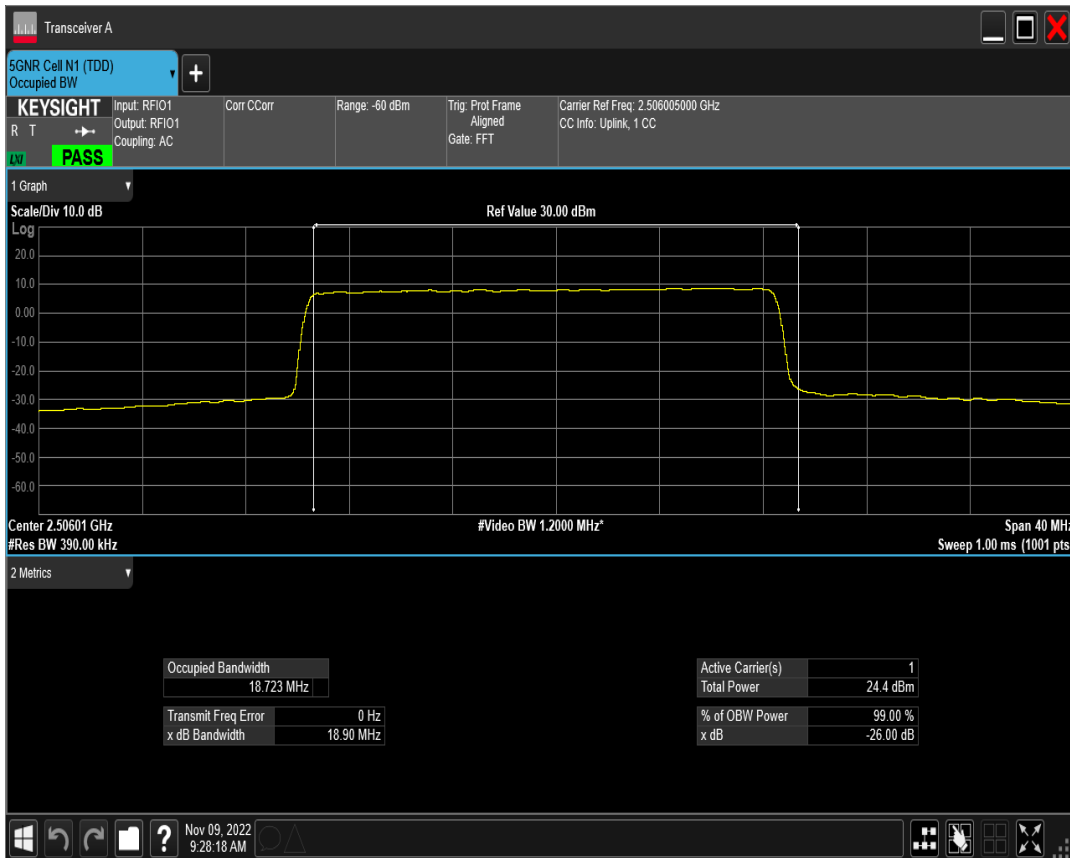 Transceiver A
5GNR Cell N1 (TDD)
Occupied BW
+
KEYSIGHT
R T
LXI
PASS
Input: RFIO1
Output: RFIO1
Coupling: AC
Corr CCorr
Range: -60 dBm
Trig: Prot Frame
Aligned
Gate: FFT
Carrier Ref Freq: 2.506005000 GHz
CC Info: Uplink, 1 CC
1 Graph
Scale/Div 10.0 dB
Ref Value 30.00 dBm
Log
20.0
10.0
0.00
-10.0
-20.0
-30.0
-40.0
-50.0
-60.0
Center 2.50601 GHz
#Video BW 1.2000 MHz*
Span 40 MHz
#Res BW 390.00 kHz
Sweep 1.00 ms (1001 pts
2 Metrics
Occupied Bandwidth
18.723 MHz
Transmit Freq Error 0 Hz
x dB Bandwidth 18.90 MHz
Active Carrier(s) 1
Total Power 24.4 dBm
% of OBW Power 99.00 %
x dB -26.00 dB
?
Nov 09, 2022
9:28:18 AM